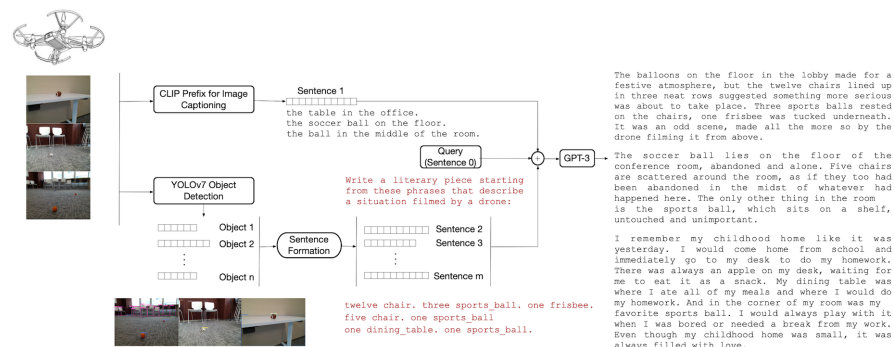 CLIP Prefix for Image
Captioning
Sentence 1
the table in the office.
the soccer ball on the floor.
the ball in the middle of the room.
Query
(Sentence 0)
GPT-3
Write a literary piece starting
from these phrases that describe
a situation filmed by a drone:
YOLOv7 Object
Detection
Object 1
Object 2
Object n
Sentence
Formation
Sentence 2
Sentence 3
Sentence m
twelve chair. three sports_ball. one frisbee.
five chair. one sports_ball
one dining_table. one sports_ball.
The balloons on the floor in the lobby made for a
festive atmosphere, but the twelve chairs lined up
in three neat rows suggested something more serious
was about to take place. Three sports balls rested
on the chairs, one frisbee was tucked underneath.
It was an odd scene, made all the more so by the
drone filming it from above.
The soccer ball lies on the floor of the
conference room, abandoned and alone. Five chairs
are scattered around the room, as if they too had
been abandoned in the midst of whatever had
happened here. The only other thing in the room
is the sports ball, which sits on a shelf,
untouched and unimportant.
I remember my childhood home like it was
yesterday. I would come home from school and
immediately go to my desk to do my homework.
There was always an apple on my desk, waiting for
me to eat it as a snack. My dining table was
where I ate all of my meals and where I would do
my homework. And in the corner of my room was my
favorite sports ball. I would always play with it
when I was bored or needed a break from my work.
Even though my childhood home was small, it was
always filled with love.